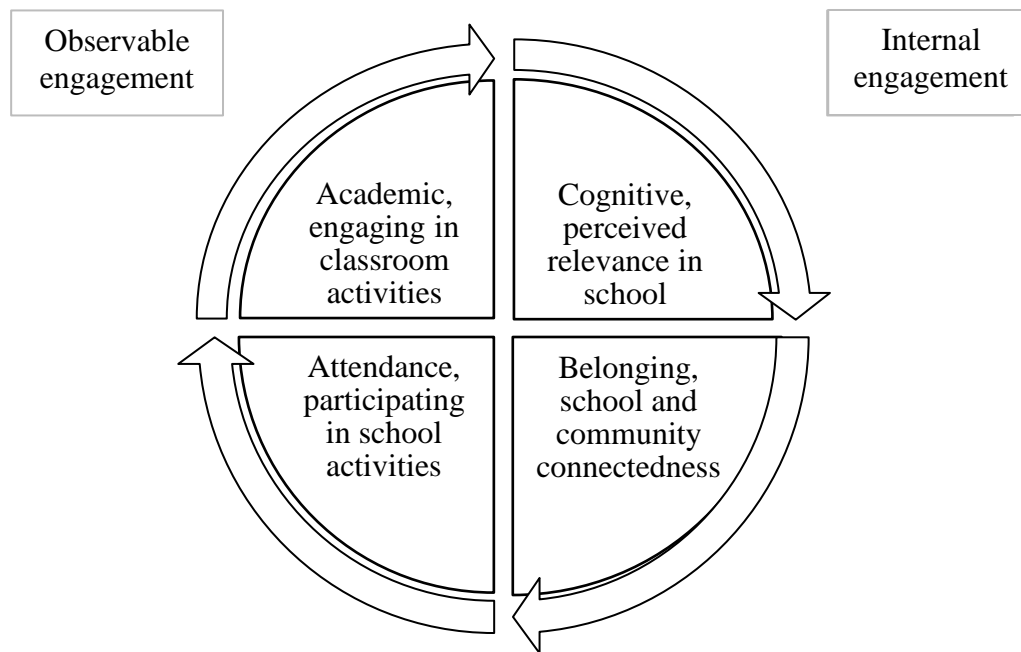 Observable
engagement
Internal
engagement
Academic,
engaging in
classroom
activities
Cognitive,
perceived
relevance in
school
Attendance,
participating
in school
activities
Belonging,
school and
community
connectedness